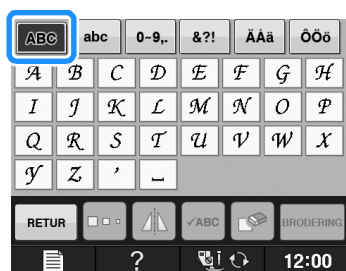 ABC abc 0~9,. &?! ÄÅä ÔÖö
A B C D E F G H
I J K L M N O P
Q R S T U V W X
Y Z ' _
RETUR ✓ABC BRODERING
? 12:00